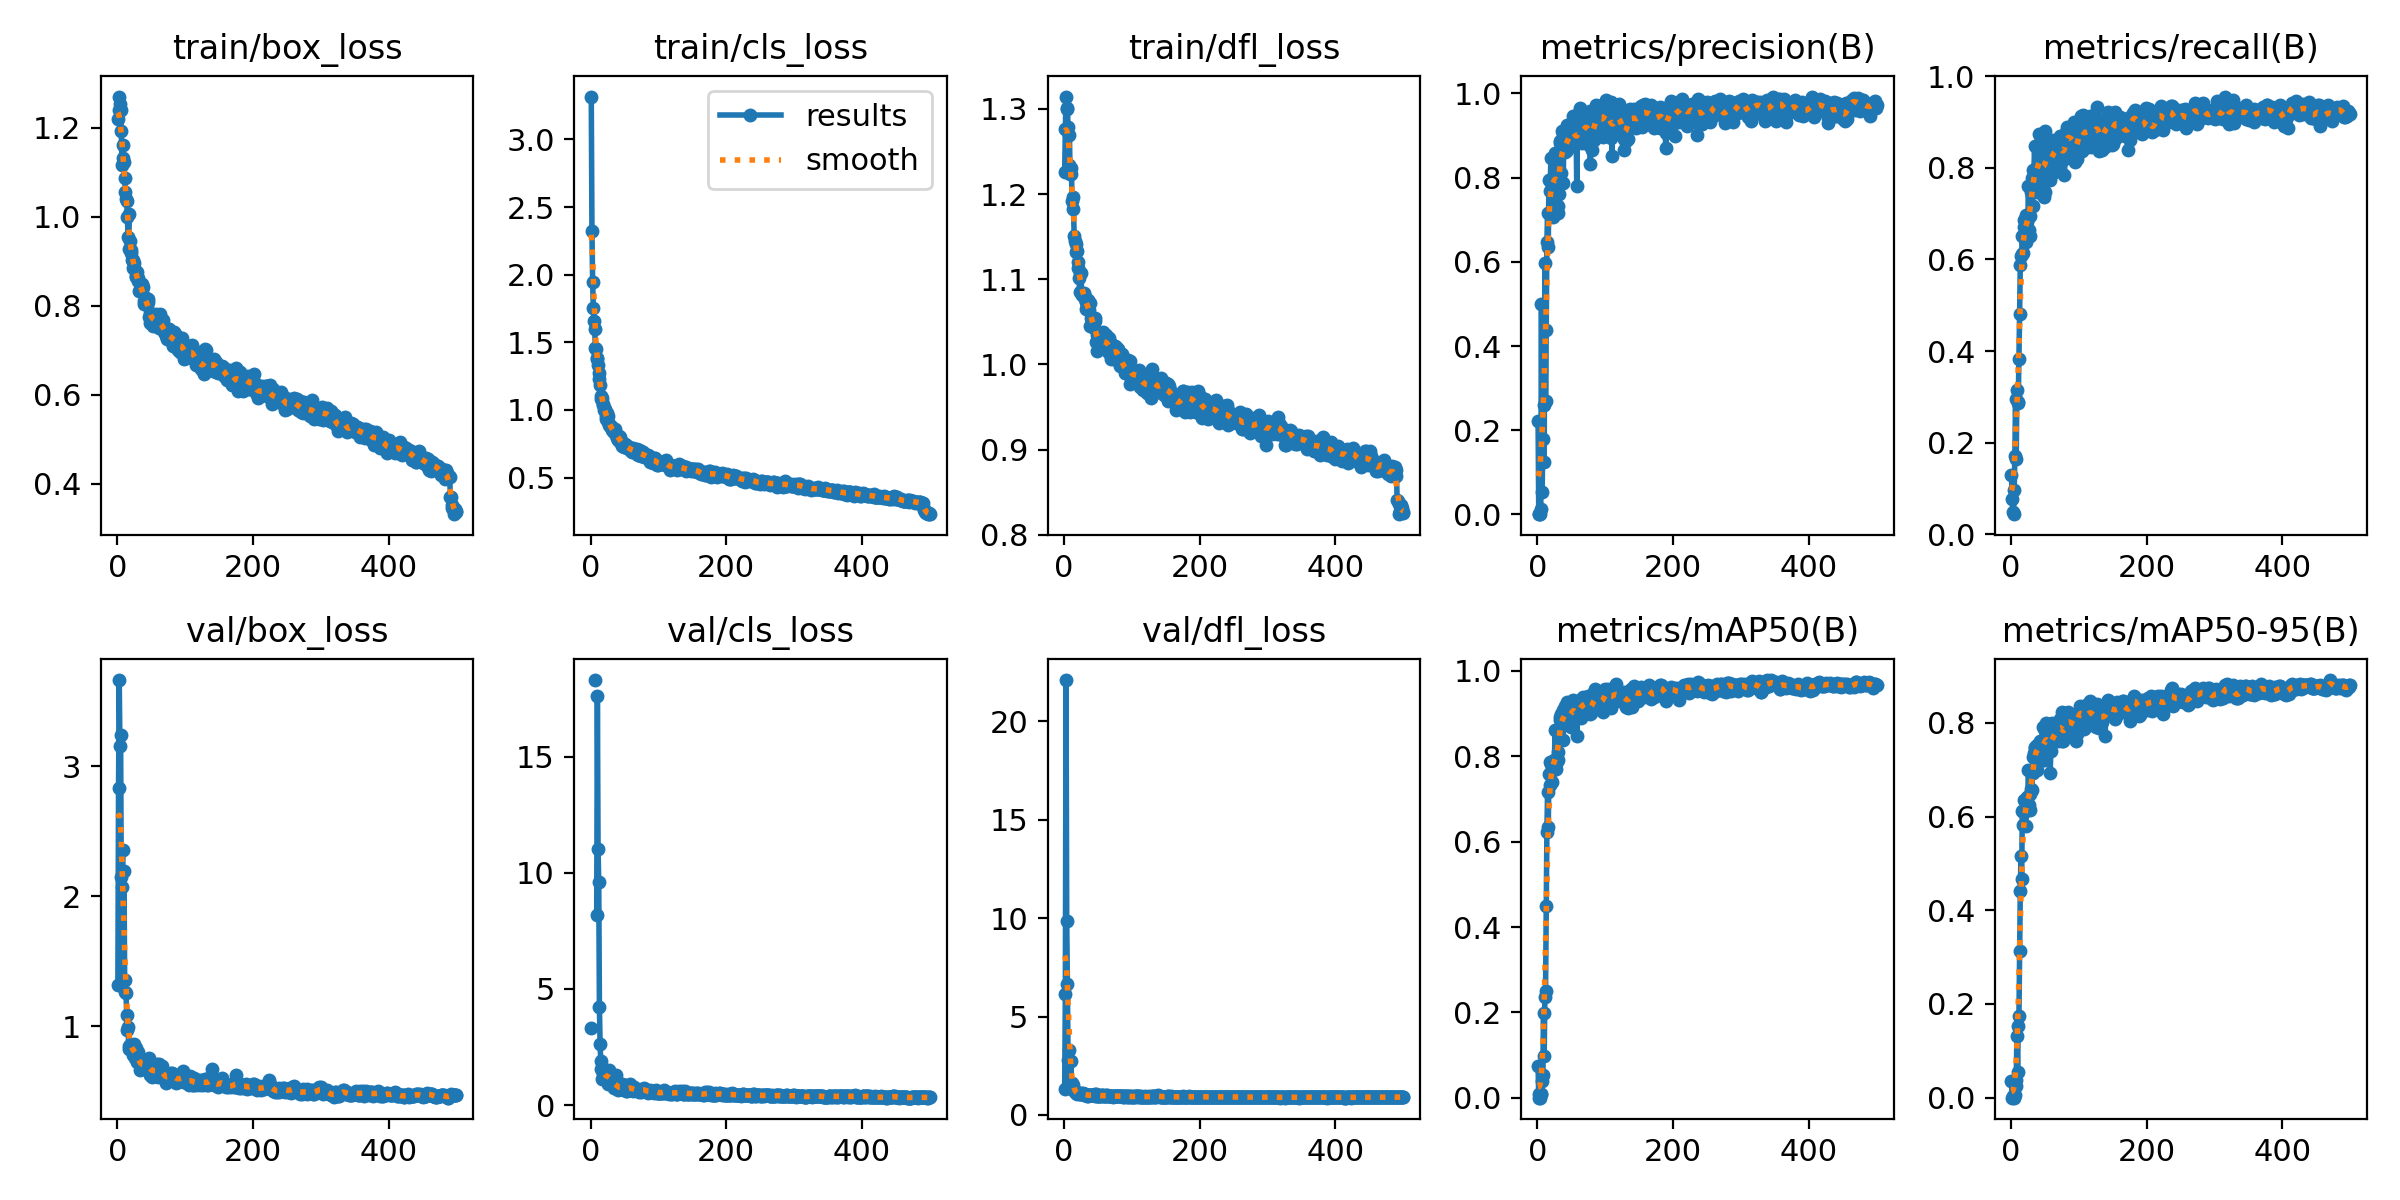 train/box_loss
1.2
1.0
0.8
0.6
0.4
0 200 400
train/cls_loss
results
smooth
3.0
2.5
2.0
1.5
1.0
0.5
0 200 400
train/dfl_loss
1.3
1.2
1.1
1.0
0.9
0.8
0 200 400
metrics/precision(B)
1.0
0.8
0.6
0.4
0.2
0.0
0 200 400
metrics/recall(B)
1.0
0.8
0.6
0.4
0.2
0.0
0 200 400
val/box_loss
3
2
1
0 200 400
val/cls_loss
15
10
5
0
0 200 400
val/dfl_loss
20
15
10
5
0
0 200 400
metrics/mAP50(B)
1.0
0.8
0.6
0.4
0.2
0.0
0 200 400
metrics/mAP50-95(B)
0.8
0.6
0.4
0.2
0.0
0 200 400